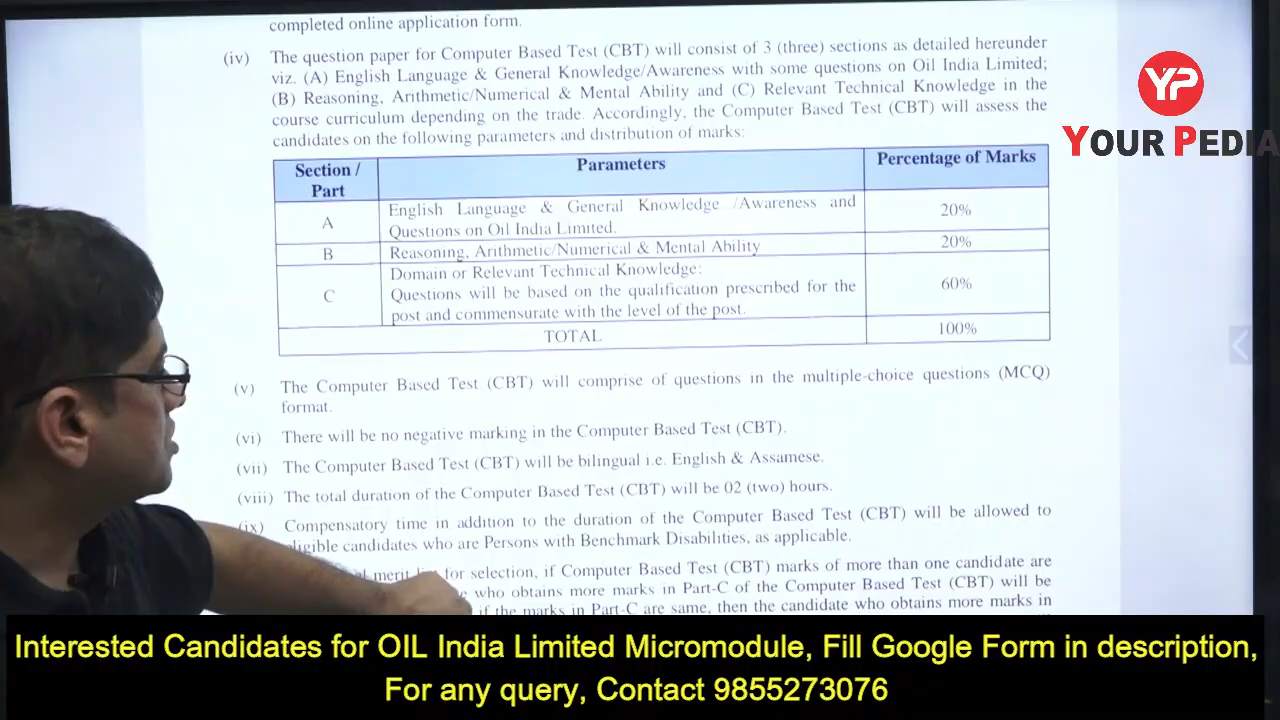 completed online application form.
(iv) The question paper for Computer Based Test (CBT) will consist of 3 (three) sections as detailed hereunder
viz. (A) English Language & General Knowledge/Awareness with some questions on Oil India Limited;
(B) Reasoning, Arithmetic/Numerical & Mental Ability and (C) Relevant Technical Knowledge in the
course curriculum depending on the trade. Accordingly, the Computer Based Test (CBT) will assess the
candidates on the following parameters and distribution of marks:
YP
YOUR PEDIA
Section / Part Parameters Percentage of Marks
A English Language & General Knowledge /Awareness and
Questions on Oil India Limited. 20%
B Reasoning, Arithmetic/Numerical & Mental Ability 20%
C Domain or Relevant Technical Knowledge:
Questions will be based on the qualification prescribed for the
post and commensurate with the level of the post. 60%
TOTAL 100%
(v) The Computer Based Test (CBT) will comprise of questions in the multiple-choice questions (MCQ)
format.
(vi) There will be no negative marking in the Computer Based Test (CBT).
(vii) The Computer Based Test (CBT) will be bilingual i.e. English & Assamese.
(viii) The total duration of the Computer Based Test (CBT) will be 02 (two) hours.
(ix) Compensatory time in addition to the duration of the Computer Based Test (CBT) will be allowed to
eligible candidates who are Persons with Benchmark Disabilities, as applicable.
merit list for selection, if Computer Based Test (CBT) marks of more than one candidate are
who obtains more marks in Part-C of the Computer Based Test (CBT) will be
if the marks in Part-C are same, then the candidate who obtains more marks in
Interested Candidates for OIL India Limited Micromodule, Fill Google Form in description,
For any query, Contact 9855273076